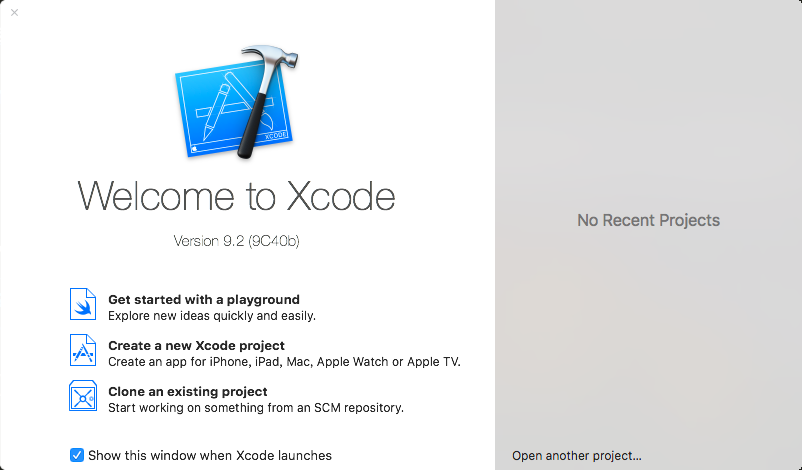 XCODE
Welcome to Xcode
Version 9.2 (9C40b)
Get started with a playground
Explore new ideas quickly and easily.
Create a new Xcode project
Create an app for iPhone, iPad, Mac, Apple Watch or Apple TV.
Clone an existing project
Start working on something from an SCM repository.
Show this window when Xcode launches
No Recent Projects
Open another project...